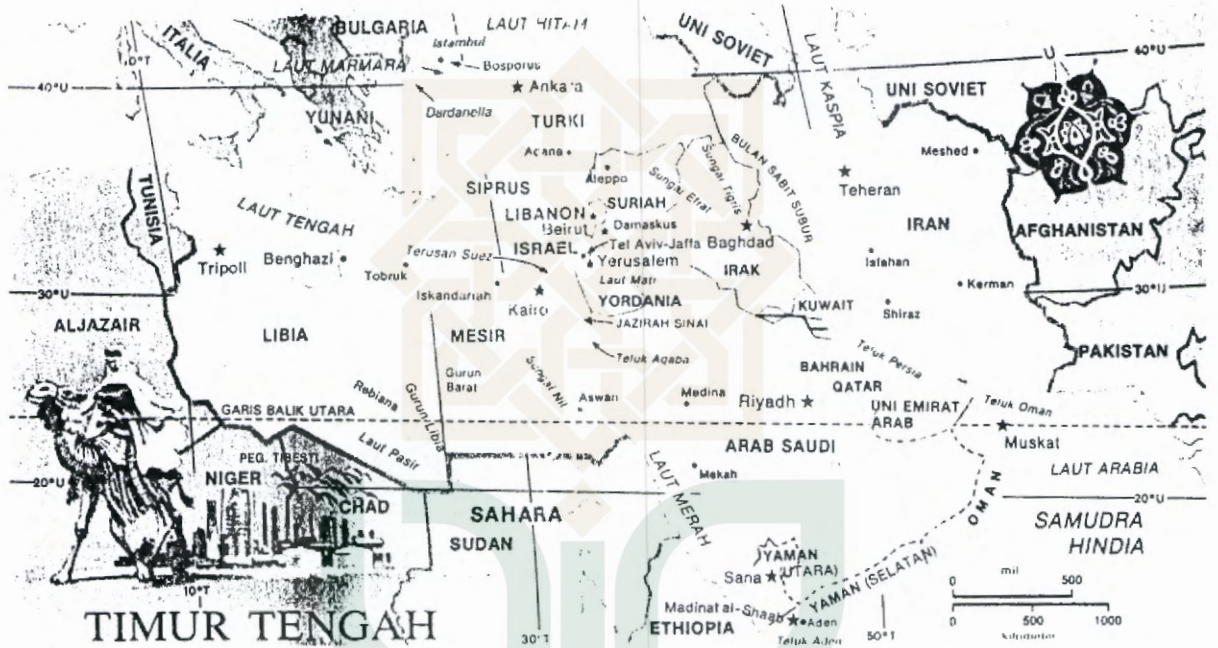 BULGARIA
LAUT HITAM
ITALIA
Istambul
LAUT MARMARA
Bosporus
UNI SOVIET
LAUT KASPIA
UNI SOVIET
40°U
40°U
Ankara
Dardanella
YUNANI
TURKI
Adana
Aleppo
BULAN SABIT SUBUR
Sungai Tigris
Sungai Efrat
Meshed
Teheran
TUNISIA
SIPRUS
SURIAH
LAUT TENGAH
LIBANON
Beirut
Damaskus
IRAN
AFGHANISTAN
ISRAEL
Tel Aviv-Jaffa
Baghdad
Tripoli
Benghazi
Terusan Suez
Yerusalem
Tobruk
Laut Mati
IRAK
Isfahan
Iskandariah
Kairo
YORDANIA
Kerman
30°U
30°U
KUWAIT
Shiraz
ALJAZAIR
LIBIA
MESIR
JAZIRAH SINAI
Teluk Aqaba
Teluk Persia
PAKISTAN
Gurun
Barat
Sungai Nil
BAHRAIN
QATAR
Rebiana
Gurun Libia
Aswan
Medina
Riyadh
UNI EMIRAT
ARAB
Teluk Oman
GARIS BALIK UTARA
Muskat
Laut Pasir
ARAB SAUDI
PEG. TIBESTI
Mekah
LAUT ARABIA
NIGER
20°U
20°U
CHAD
SAHARA
LAUT MERAH
OMAN
SAMUDRA
HINDIA
SUDAN
YAMAN
(UTARA)
Sana
YAMAN (SELATAN)
mil
0 500
10°T
Madinat al-Shaab
Aden
0 500 1000
kilometer
TIMUR TENGAH
ETHIOPIA
Teluk Aden
30°T
50°T
U